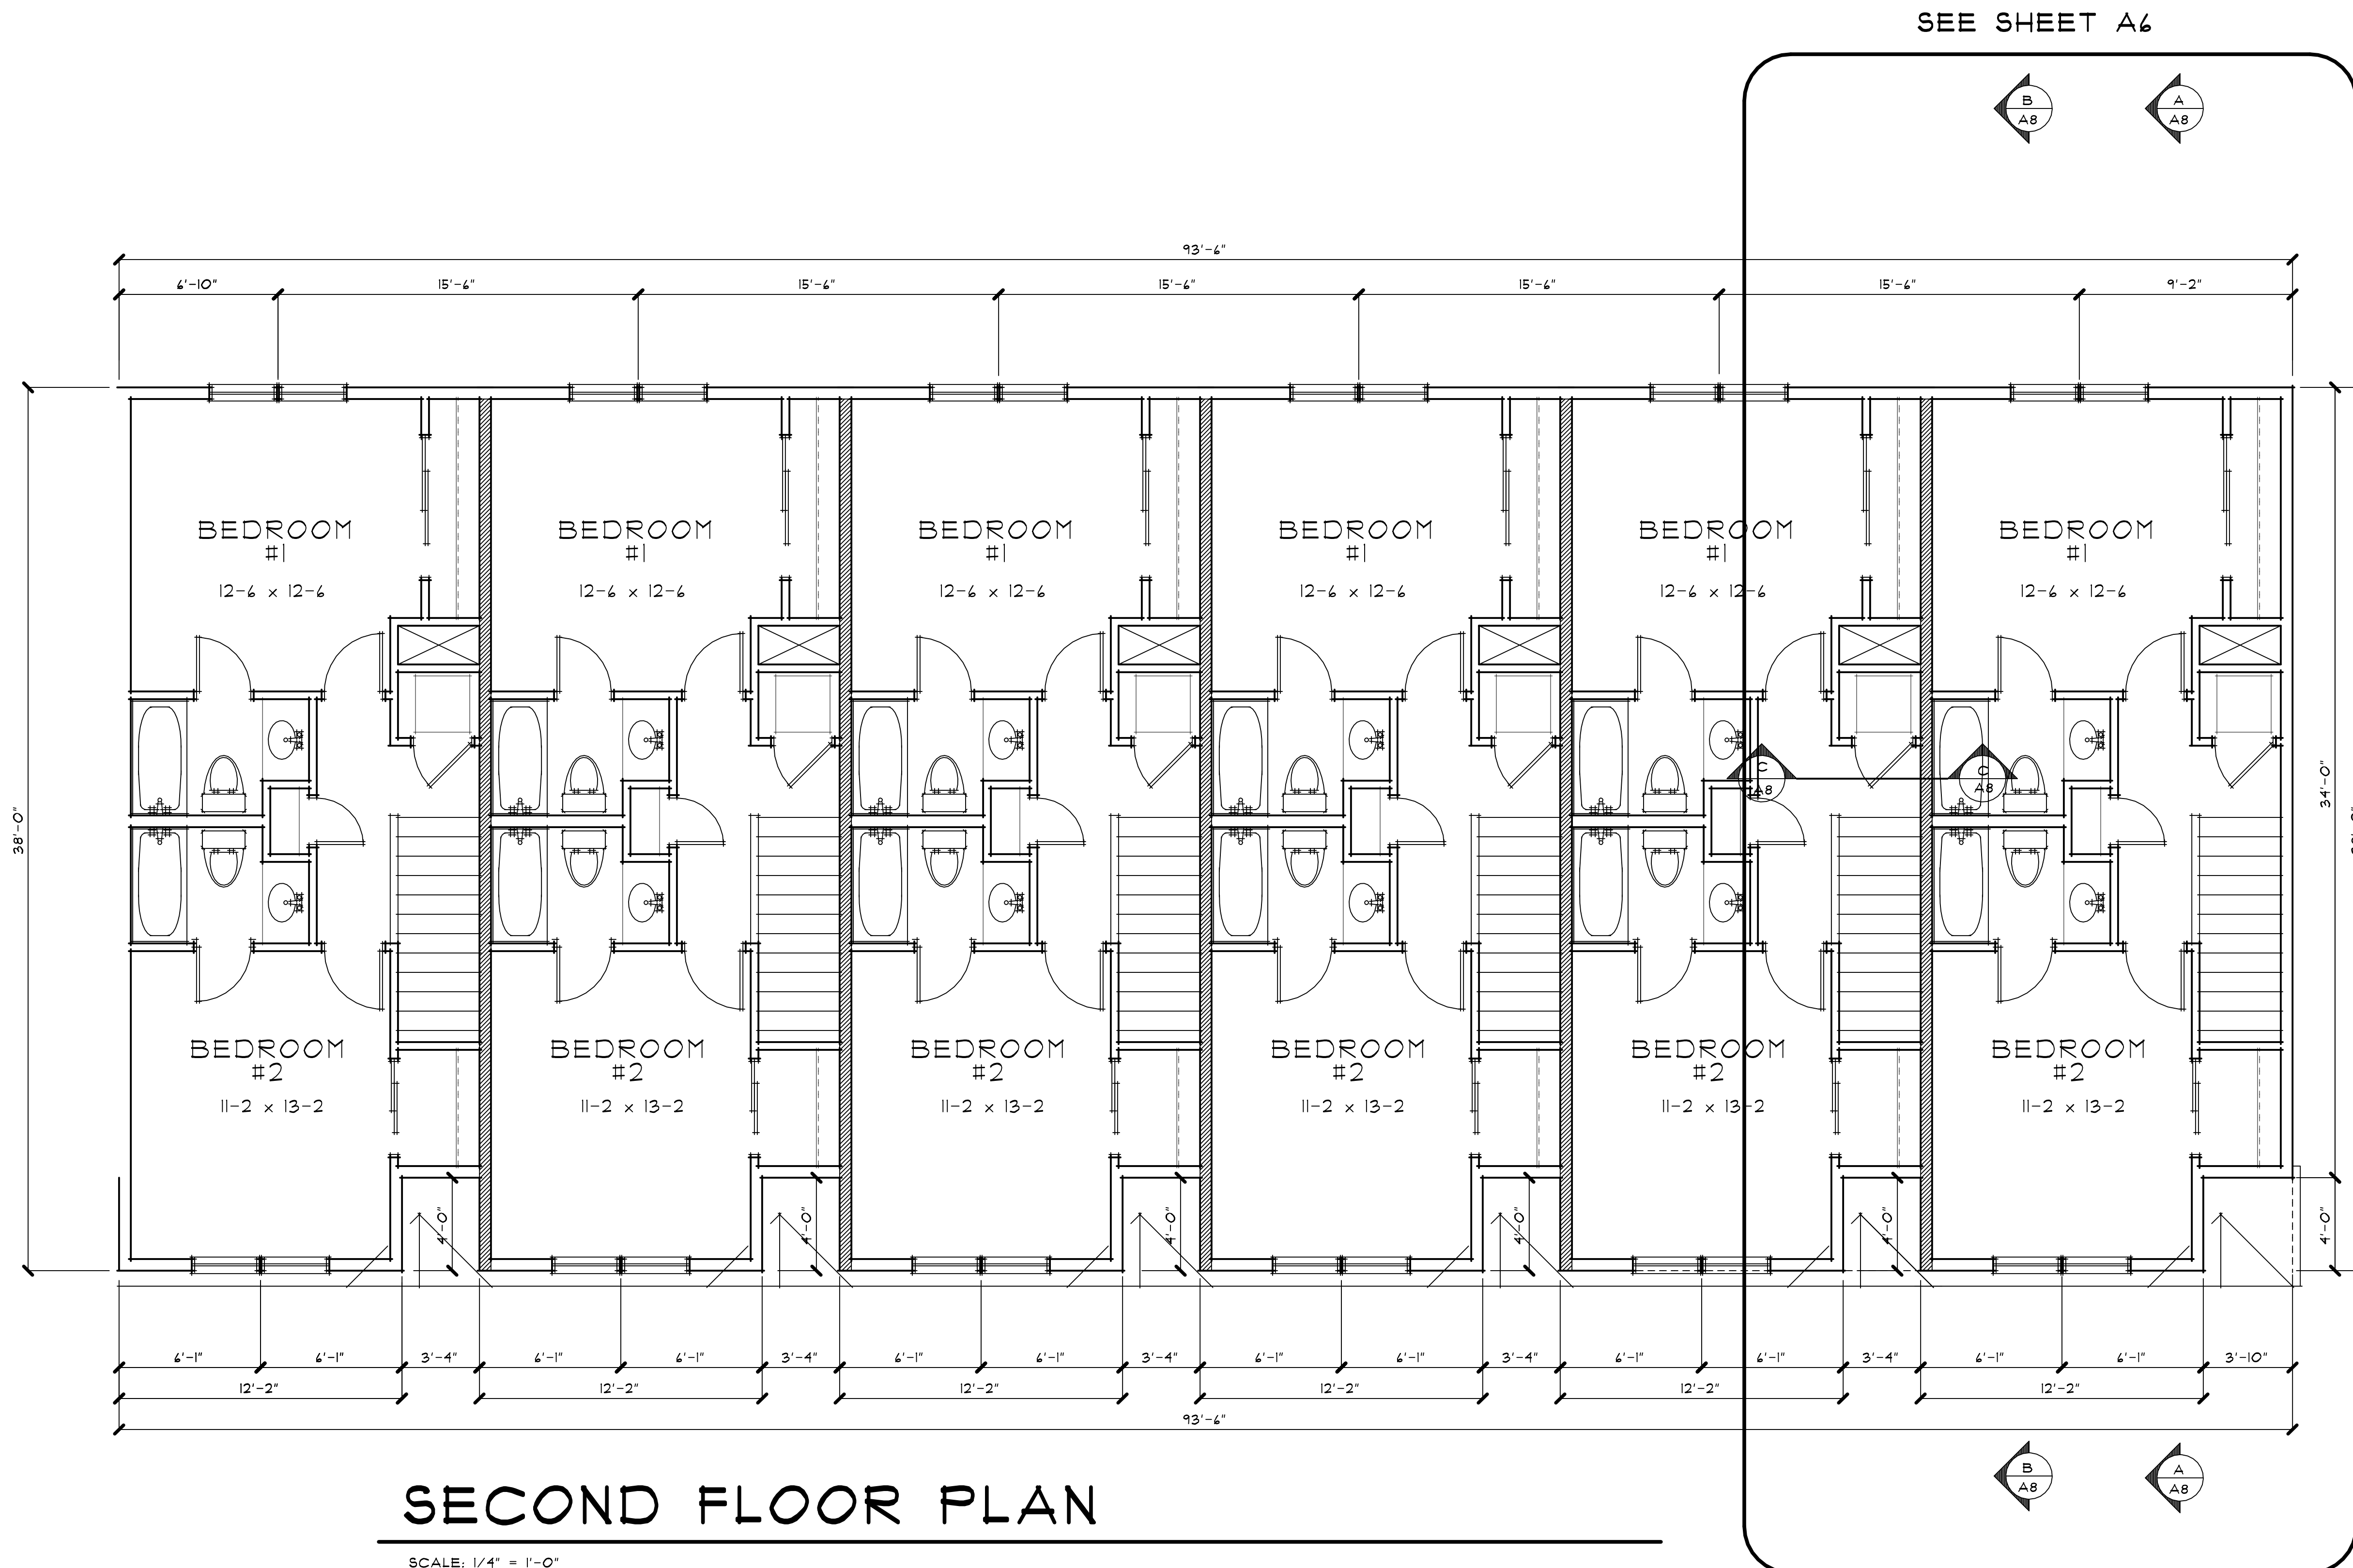 SEE SHEET A6
B A
A8 A8
93'-6"
6'-10" 15'-6" 15'-6" 15'-6" 15'-6" 15'-6" 9'-2"
BEDROOM BEDROOM BEDROOM BEDROOM BEDROOM BEDROOM
#1 #1 #1 #1 #1 #1
12-6 x 12-6 12-6 x 12-6 12-6 x 12-6 12-6 x 12-6 12-6 x 12-6 12-6 x 12-6
C C
A8 A8
38'-0" 34'-0"
BEDROOM BEDROOM BEDROOM BEDROOM BEDROOM BEDROOM
#2 #2 #2 #2 #2 #2
11-2 x 13-2 11-2 x 13-2 11-2 x 13-2 11-2 x 13-2 11-2 x 13-2 11-2 x 13-2
4'-0" 4'-0" 4'-0" 4'-0" 4'-0" 4'-0"
6'-1" 6'-1" 3'-4" 6'-1" 6'-1" 3'-4" 6'-1" 6'-1" 3'-4" 6'-1" 6'-1" 3'-4" 6'-1" 6'-1" 3'-4" 6'-1" 6'-1" 3'-10"
12'-2" 12'-2" 12'-2" 12'-2" 12'-2" 12'-2"
93'-6"
B A
A8 A8
SECOND FLOOR PLAN
SCALE: 1/4" = 1'-0"